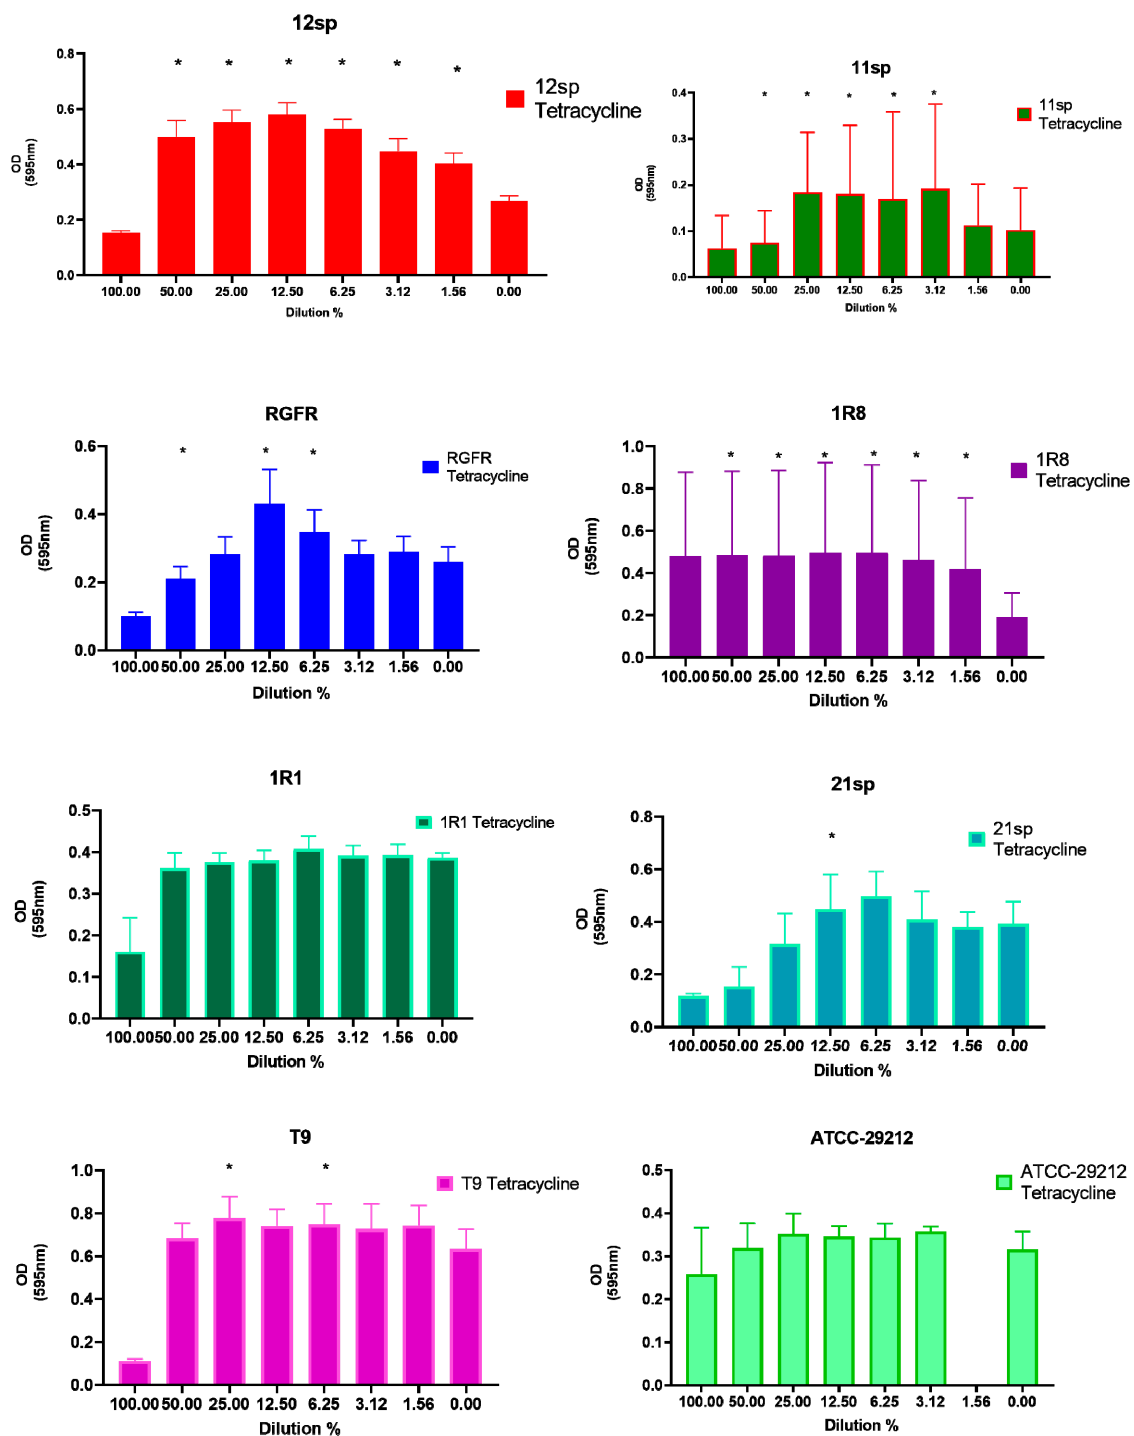 12sp
0.8
0.6
0.4
0.2
0.0
OD
(595nm)
* * * * * *
12sp
Tetracycline
100.00 50.00 25.00 12.50 6.25 3.12 1.56 0.00
Dilution %
11sp
0.4
0.3
0.2
0.1
0.0
OD
(595nm)
* * * * *
11sp
Tetracycline
100.00 50.00 25.00 12.50 6.25 3.12 1.56 0.00
Dilution %
RGFR
0.6
0.4
0.2
0.0
OD
(595nm)
* * *
RGFR
Tetracycline
100.00 50.00 25.00 12.50 6.25 3.12 1.56 0.00
Dilution %
1R8
1.0
0.8
0.6
0.4
0.2
0.0
OD
(595nm)
* * * * * *
1R8
Tetracycline
100.00 50.00 25.00 12.50 6.25 3.12 1.56 0.00
Dilution %
1R1
0.5
0.4
0.3
0.2
0.1
0.0
OD
(595nm)
1R1 Tetracycline
100.00 50.00 25.00 12.50 6.25 3.12 1.56 0.00
Dilution %
21sp
0.8
0.6
0.4
0.2
0.0
OD
(595nm)
*
21sp
Tetracycline
100.00 50.00 25.00 12.50 6.25 3.12 1.56 0.00
Dilution %
T9
1.0
0.8
0.6
0.4
0.2
0.0
OD
(595nm)
* *
T9 Tetracycline
100.00 50.00 25.00 12.50 6.25 3.12 1.56 0.00
Dilution %
ATCC-29212
0.5
0.4
0.3
0.2
0.1
0.0
OD
(595nm)
ATCC-29212
Tetracycline
100.00 50.00 25.00 12.50 6.25 3.12 1.56 0.00
Dilution %